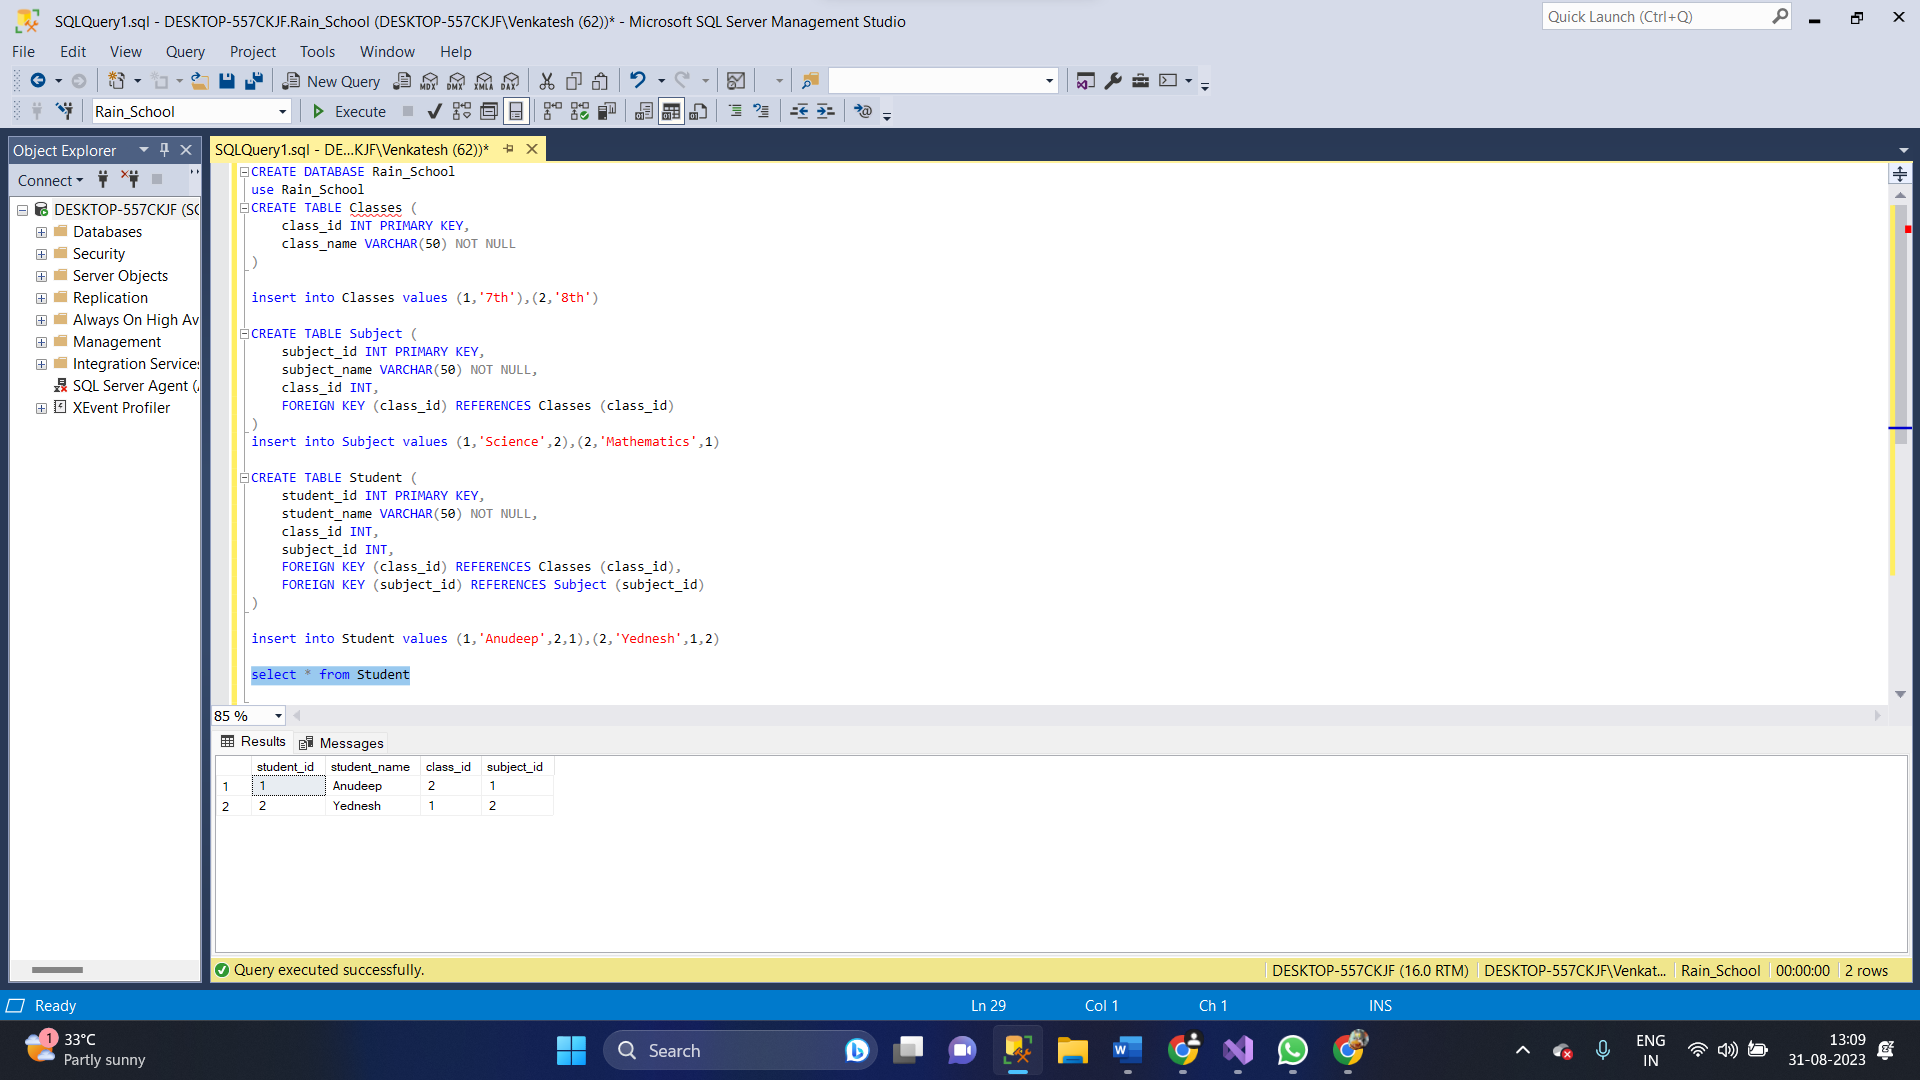 SQLQuery1.sql - DESKTOP-557CKJF.Rain_School (DESKTOP-557CKJF\Venkatesh (62))* - Microsoft SQL Server Management Studio
Quick Launch (Ctrl+Q)
File Edit View Query Project Tools Window Help
New Query MDX DMX XMLA DAX
Rain_School Execute
Object Explorer
SQLQuery1.sql - DE...KJF\Venkatesh (62))*
Connect
DESKTOP-557CKJF (SQ
Databases
Security
Server Objects
Replication
Always On High Av
Management
Integration Services
SQL Server Agent (A
XEvent Profiler
CREATE DATABASE Rain_School
use Rain_School
CREATE TABLE Classes (
class_id INT PRIMARY KEY,
class_name VARCHAR(50) NOT NULL
)
insert into Classes values (1,'7th'),(2,'8th')
CREATE TABLE Subject (
subject_id INT PRIMARY KEY,
subject_name VARCHAR(50) NOT NULL,
class_id INT,
FOREIGN KEY (class_id) REFERENCES Classes (class_id)
)
insert into Subject values (1,'Science',2),(2,'Mathematics',1)
CREATE TABLE Student (
student_id INT PRIMARY KEY,
student_name VARCHAR(50) NOT NULL,
class_id INT,
subject_id INT,
FOREIGN KEY (class_id) REFERENCES Classes (class_id),
FOREIGN KEY (subject_id) REFERENCES Subject (subject_id)
)
insert into Student values (1,'Anudeep',2,1),(2,'Yednesh',1,2)
select * from Student
85 %
Results Messages
student_id student_name class_id subject_id
1 1 Anudeep 2 1
2 2 Yednesh 1 2
Query executed successfully.
DESKTOP-557CKJF (16.0 RTM) DESKTOP-557CKJF\Venkat... Rain_School 00:00:00 2 rows
Ready Ln 29 Col 1 Ch 1 INS
1 33°C
Partly sunny
Search
ENG
IN
13:09
31-08-2023